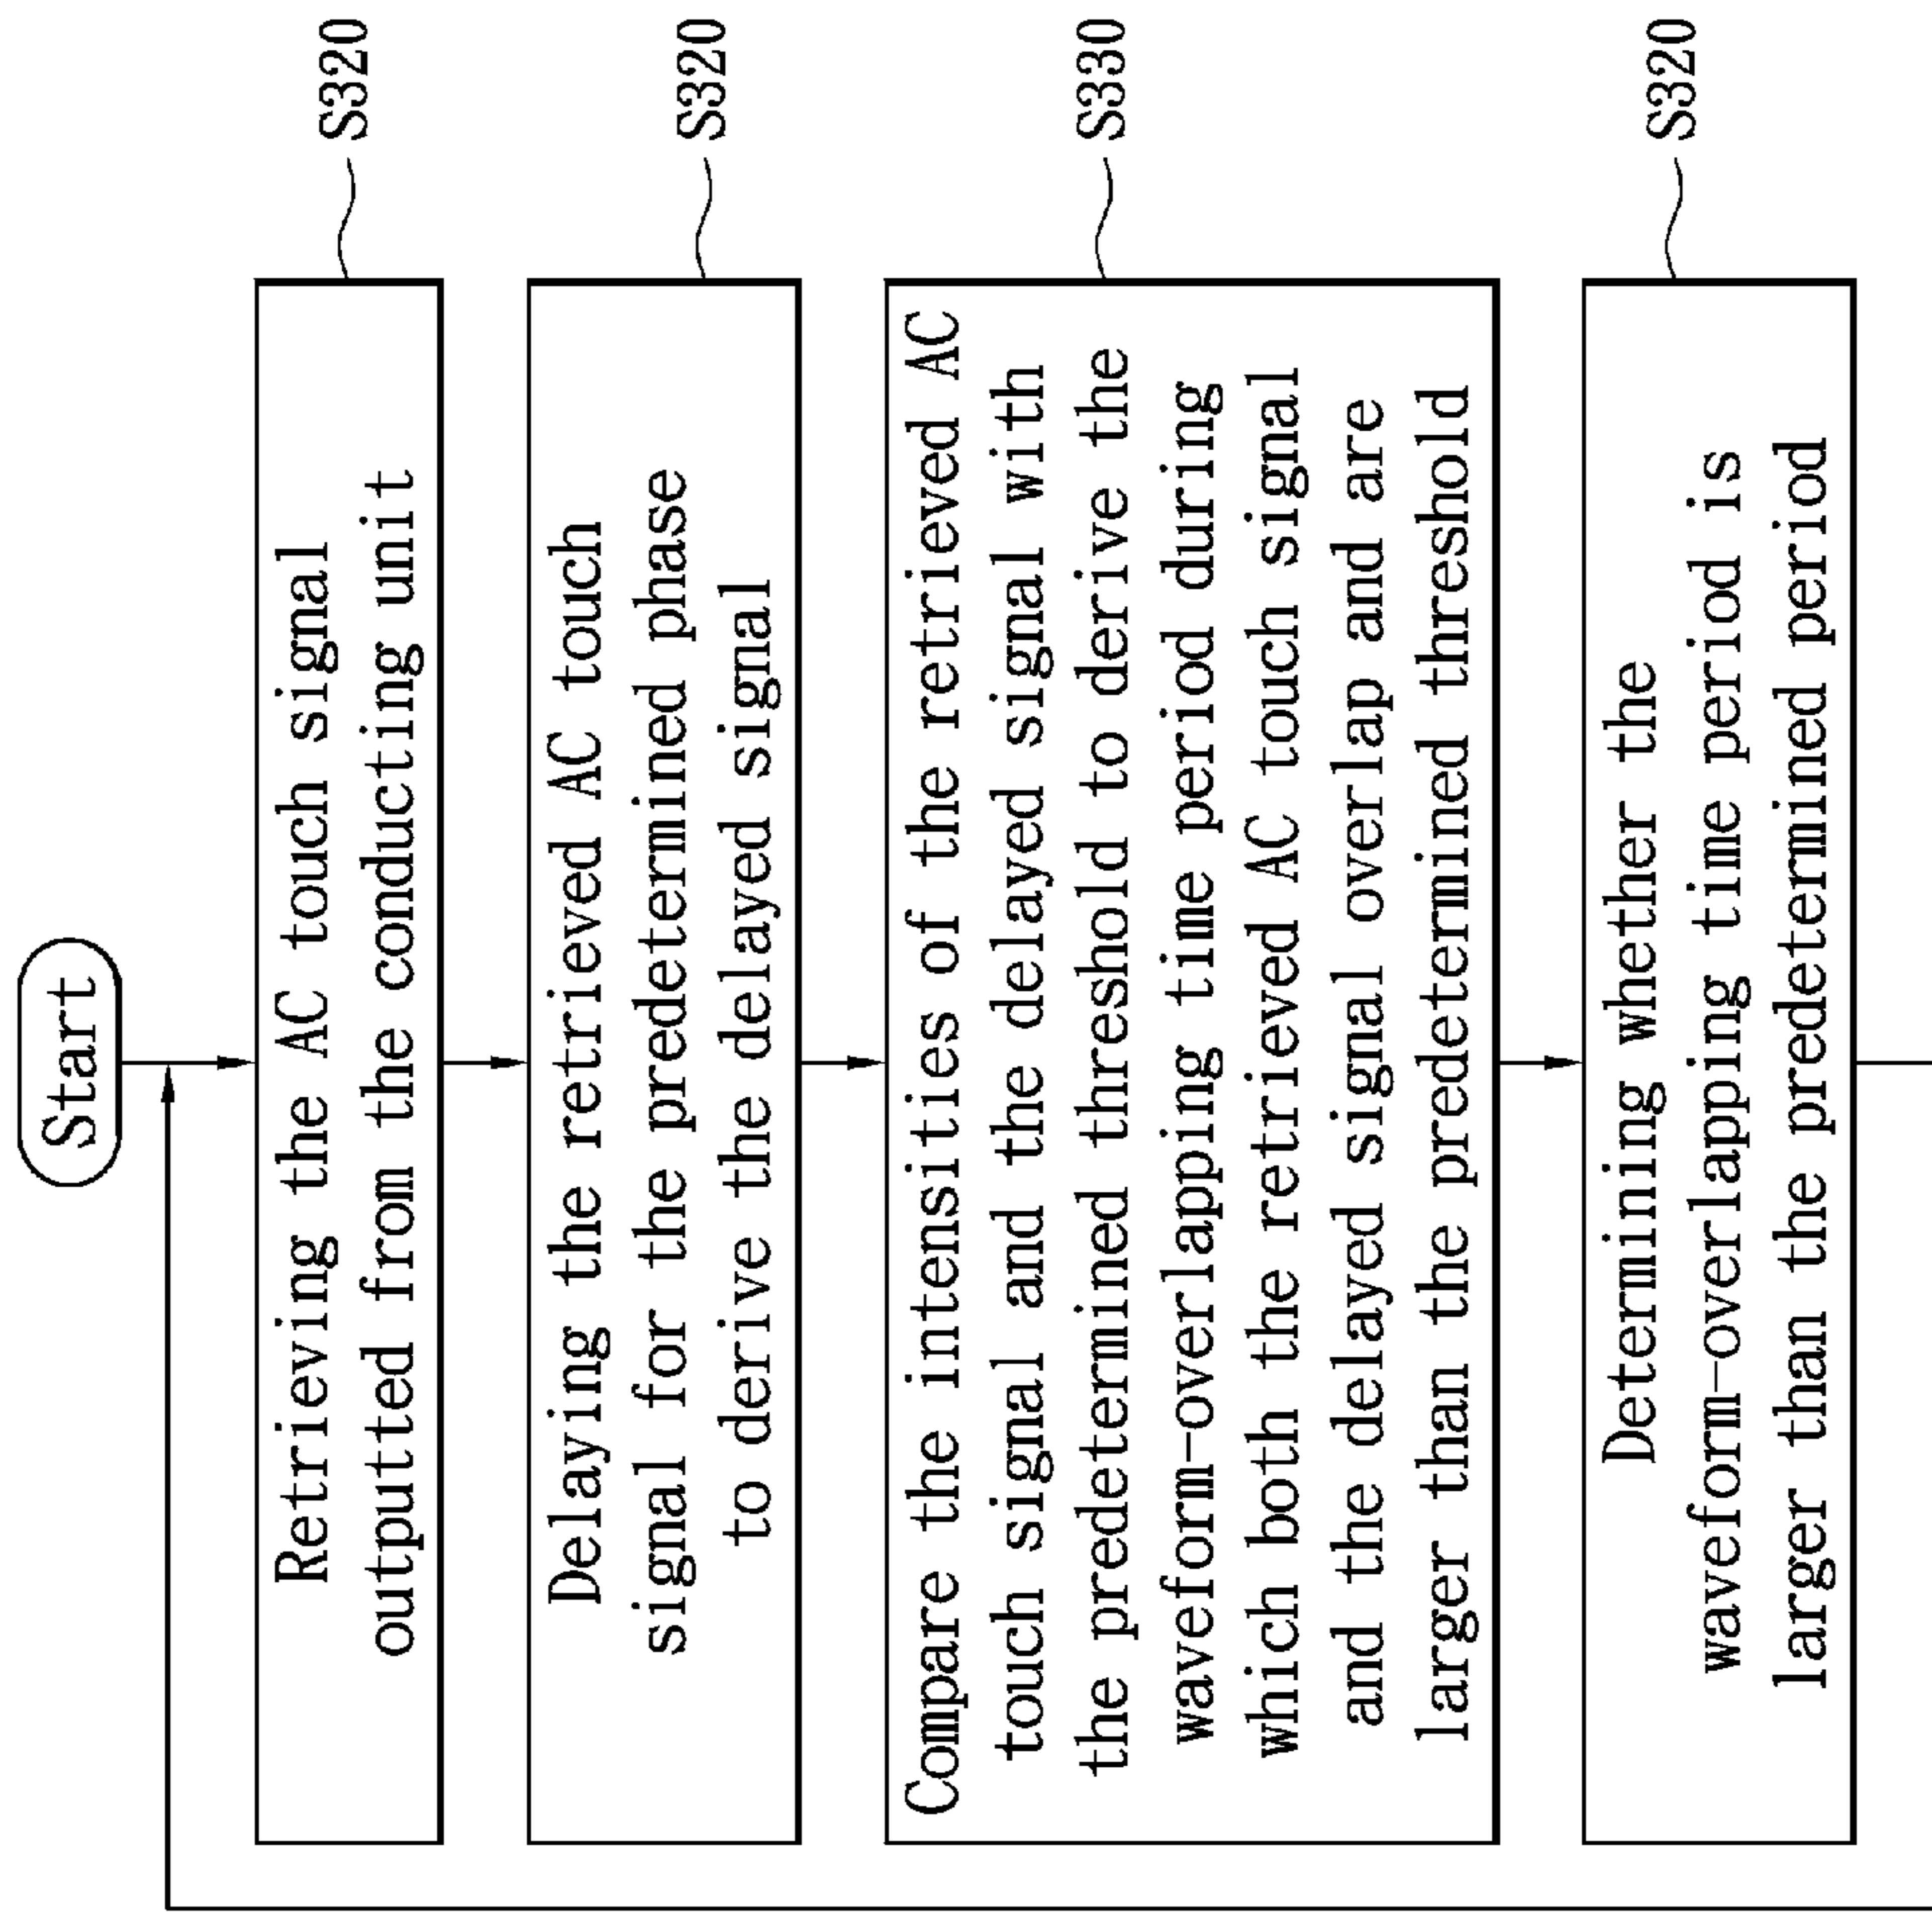 Start
Retrieving the AC touch signal
outputted from the conducting unit
S320
Delaying the retrieved AC touch
signal for the predetermined phase
to derive the delayed signal
S320
Compare the intensities of the retrieved AC
touch signal and the delayed signal with
the predetermined threshold to derive the
waveform-overlapping time period during
which both the retrieved AC touch signal
and the delayed signal overlap and are
larger than the predetermined threshold
S330
Determining whether the
waveform-overlapping time period is
larger than the predetermined period
S320